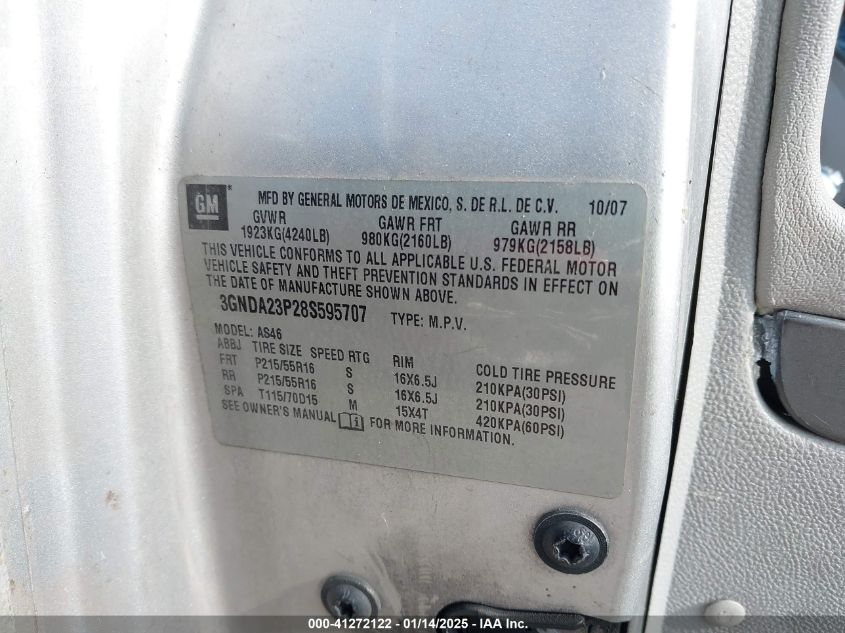 GM
MFD BY GENERAL MOTORS DE MEXICO, S. DE R.L. DE C.V. 10/07
GVWR GAWR FRT GAWR RR
1923KG(4240LB) 980KG(2160LB) 979KG(2158LB)
THIS VEHICLE CONFORMS TO ALL APPLICABLE U.S. FEDERAL MOTOR
VEHICLE SAFETY AND THEFT PREVENTION STANDARDS IN EFFECT ON
THE DATE OF MANUFACTURE SHOWN ABOVE.
3GNDA23P28S595707 TYPE: M.P.V.
MODEL: AS46
ABBJ TIRE SIZE SPEED RTG RIM COLD TIRE PRESSURE
FRT P215/55R16 S 16X6.5J 210KPA(30PSI)
RR P215/55R16 S 16X6.5J 210KPA(30PSI)
SPA T115/70D15 M 15X4T 420KPA(60PSI)
SEE OWNER'S MANUAL FOR MORE INFORMATION.
000-41272122 - 01/14/2025 - IAA Inc.